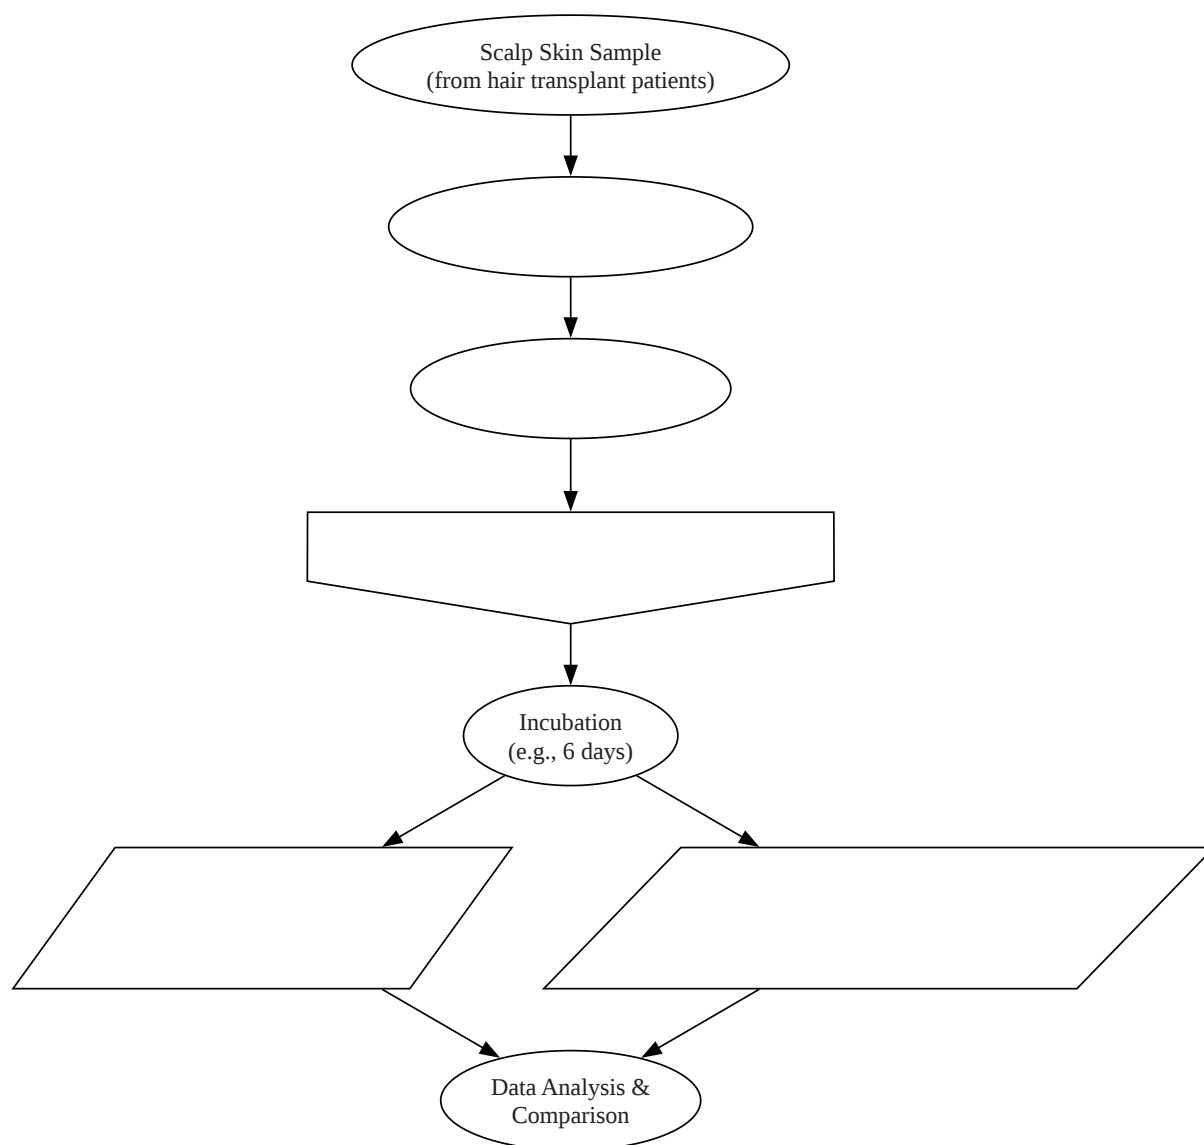 Scalp Skin Sample
(from hair transplant patients)
Incubation
(e.g., 6 days)
Data Analysis &
Comparison